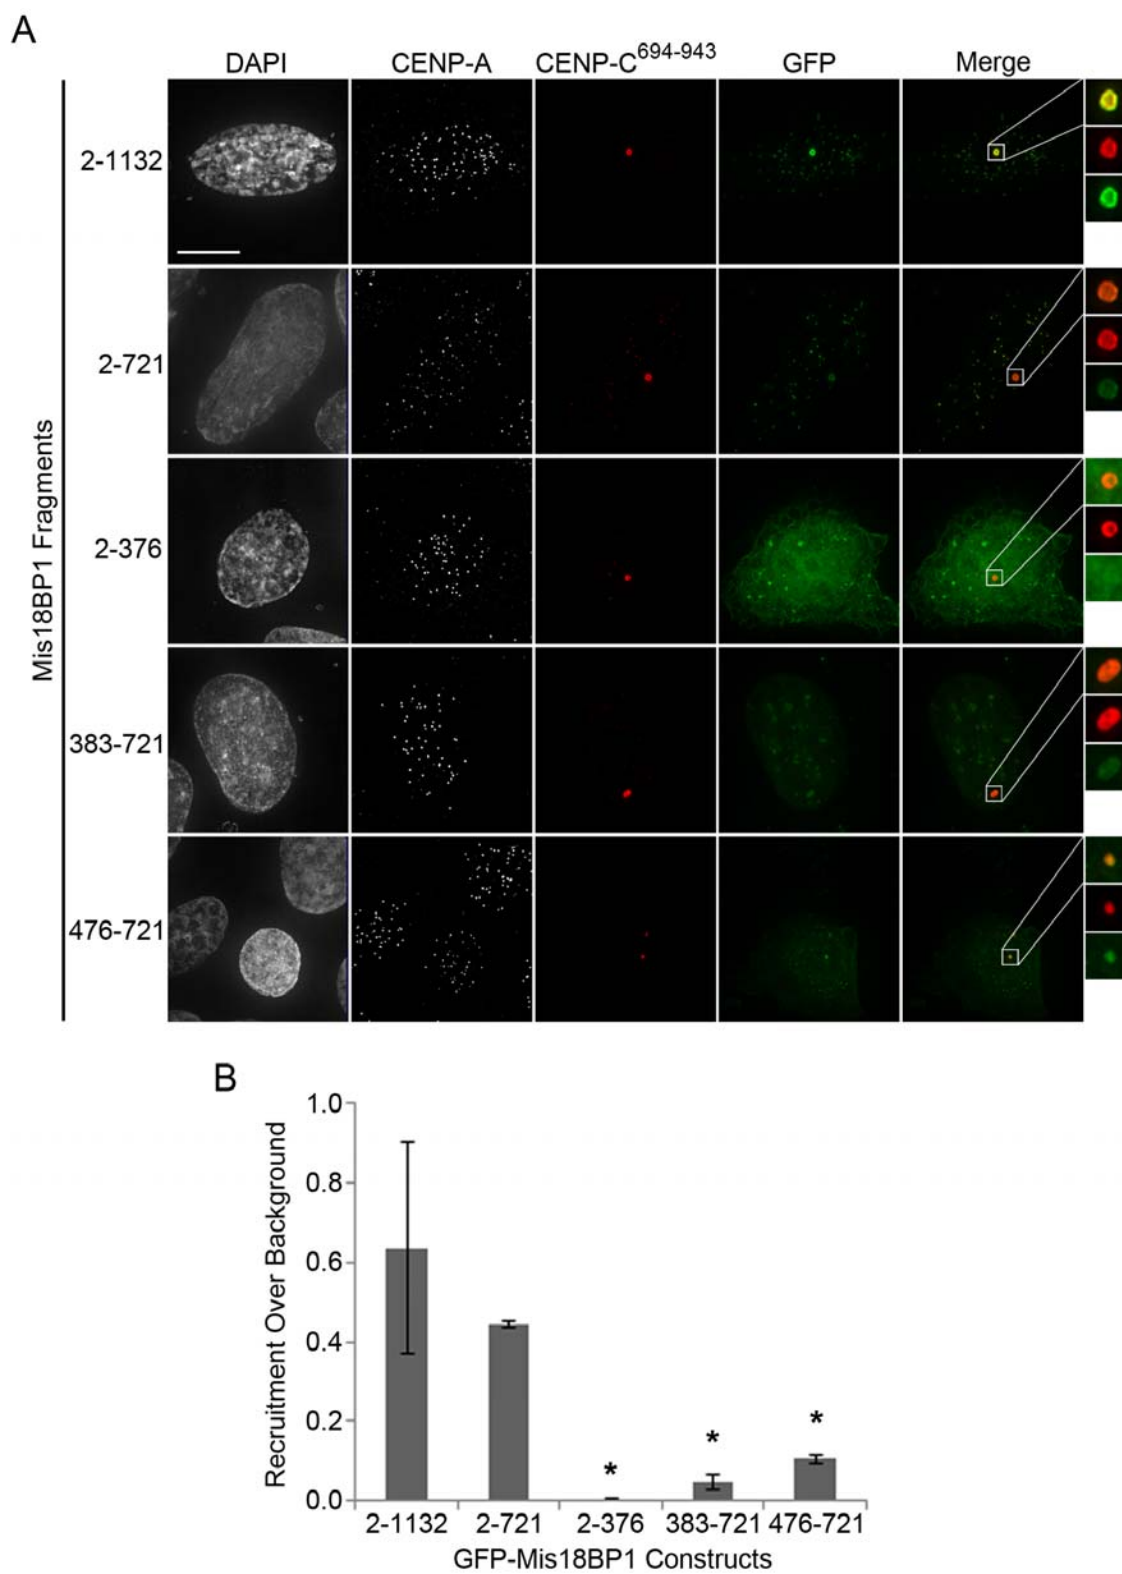 A
DAPI CENP-A CENP-C694-943 GFP Merge
Mis18BP1 Fragments
2-1132
2-721
2-376
383-721
476-721
B
Recruitment Over Background
1.0
0.8
0.6
0.4
0.2
0.0
* * *
2-1132 2-721 2-376 383-721 476-721
GFP-Mis18BP1 Constructs